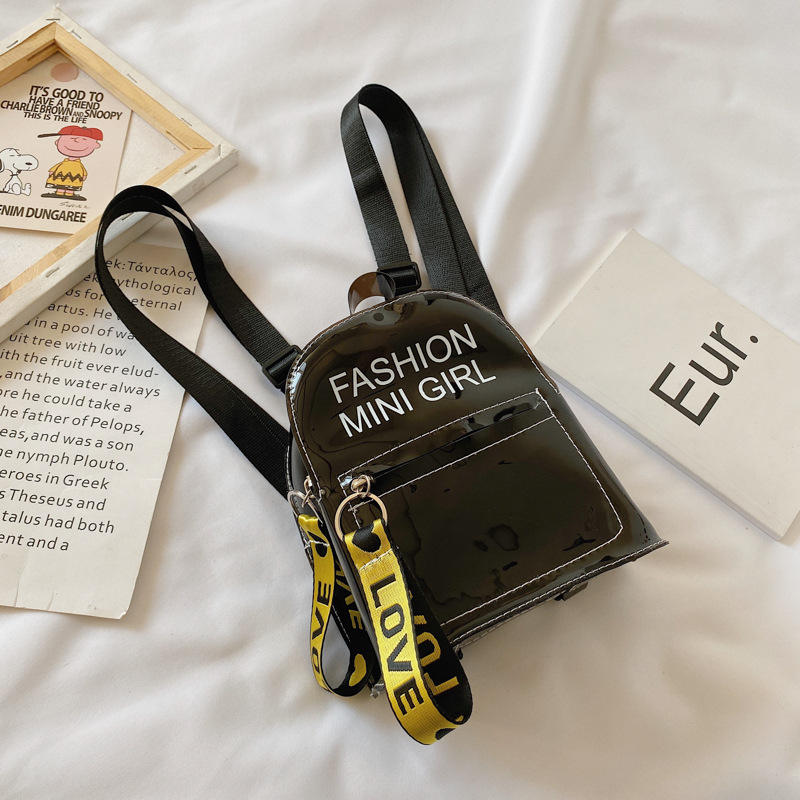 IT'S GOOD TO
HAVE A FRIEND
CHARLIE BROWN AND SNOOPY
THIS IS THE LIFE
DUNGAREE
ek:Τάνταλος,
ythological
us for eternal
artus. He
d in a pool of wa
uit tree with low
ith the fruit ever elud-
,and the water always
ore he could take a
he father of Pelops,
eas,and was a son
he nymph Plouto.
eroes in Greek
s Theseus and
talus had both
ent and a
FASHION
MINI GIRL
Eur.
LOVE
LOVE